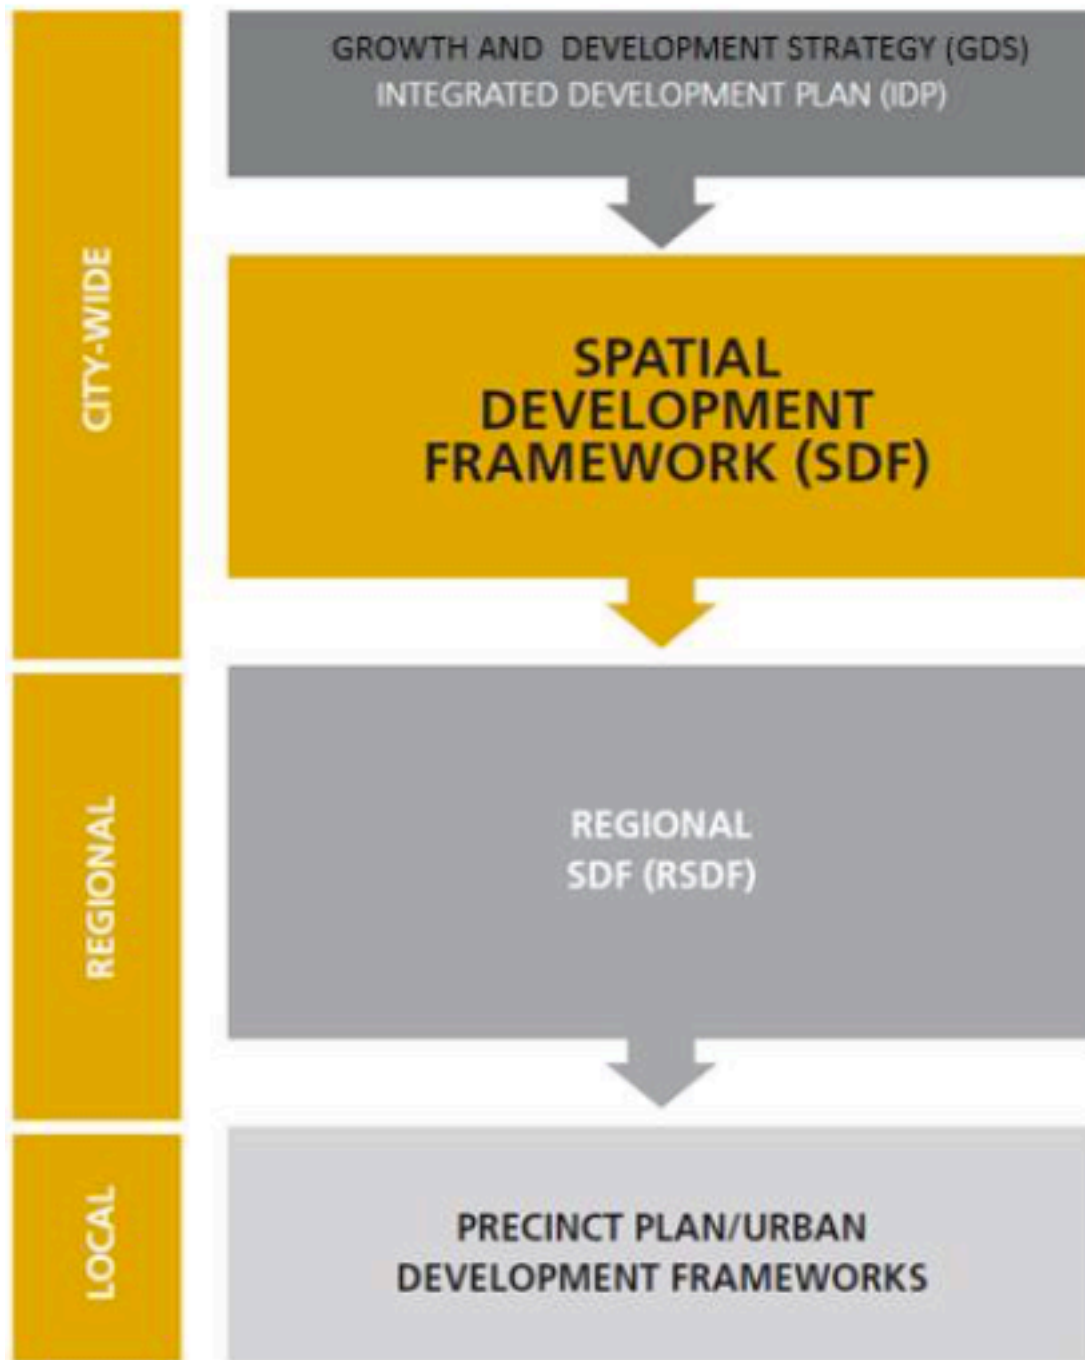 CITY-WIDE
GROWTH AND DEVELOPMENT STRATEGY (GDS)
INTEGRATED DEVELOPMENT PLAN (IDP)
SPATIAL
DEVELOPMENT
FRAMEWORK (SDF)
REGIONAL
REGIONAL
SDF (RSDF)
LOCAL
PRECINCT PLAN/URBAN
DEVELOPMENT FRAMEWORKS